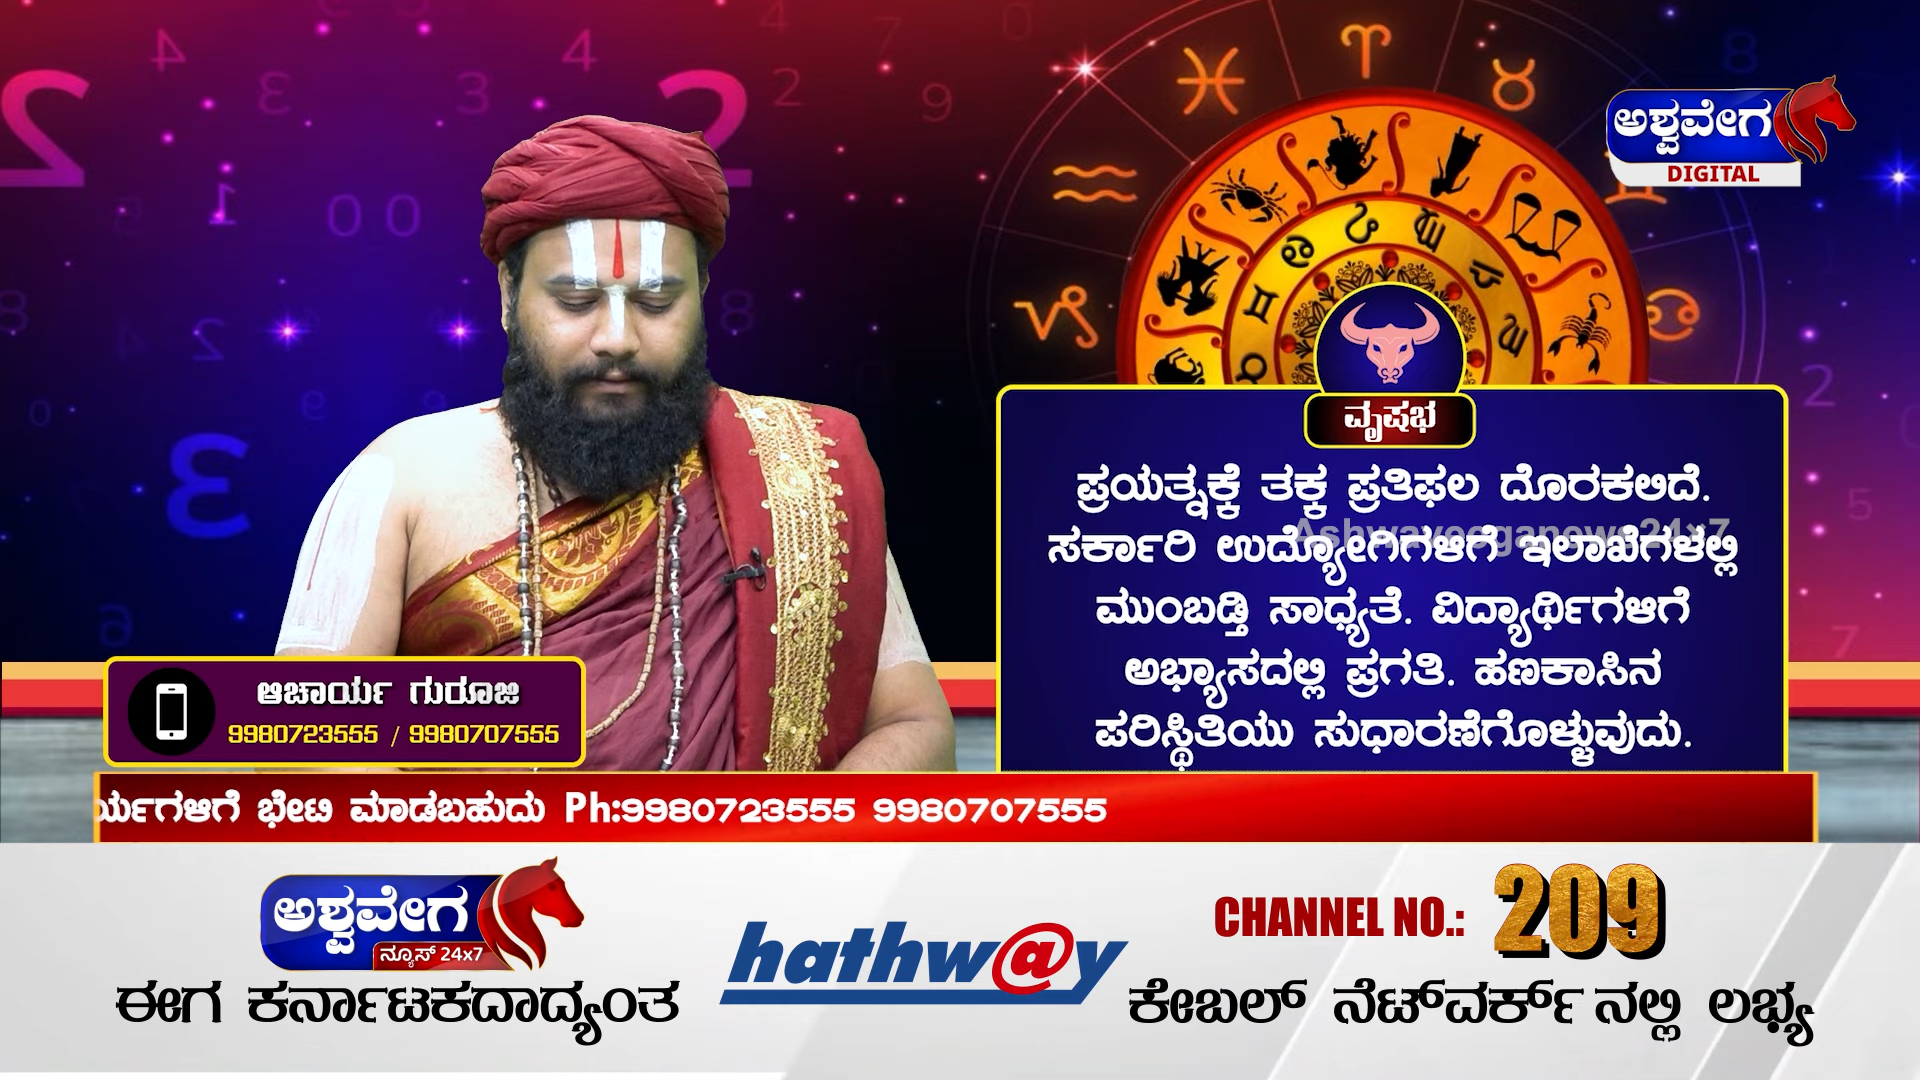 ಅಶ್ವವೇಗ
DIGITAL
ವೃಷಭ
ಪ್ರಯತ್ನಕ್ಕೆ ತಕ್ಕ ಪ್ರತಿಫಲ ದೊರಕಲಿದೆ.
ಸರ್ಕಾರಿ ಉದ್ಯೋಗಿಗಳಿಗೆ ಇಲಾಖೆಗಳಲ್ಲಿ
Ashwaveeganews24x7
ಮುಂಬಡ್ತಿ ಸಾಧ್ಯತೆ. ವಿದ್ಯಾರ್ಥಿಗಳಿಗೆ
ಅಭ್ಯಾಸದಲ್ಲಿ ಪ್ರಗತಿ. ಹಣಕಾಸಿನ
ಪರಿಸ್ಥಿತಿಯು ಸುಧಾರಣೆಗೊಳ್ಳುವುದು.
ಆಚಾರ್ಯ ಗುರೂಜಿ
9980723555 / 9980707555
ರ್ಯಗಳಿಗೆ ಭೇಟಿ ಮಾಡಬಹುದು Ph:9980723555 9980707555
ಅಶ್ವವೇಗ
ನ್ಯೂಸ್ 24x7
ಈಗ ಕರ್ನಾಟಕದಾದ್ಯಂತ
hathw@y
CHANNEL NO.: 209
ಕೇಬಲ್ ನೆಟ್‌ವರ್ಕ್ ನಲ್ಲಿ ಲಭ್ಯ